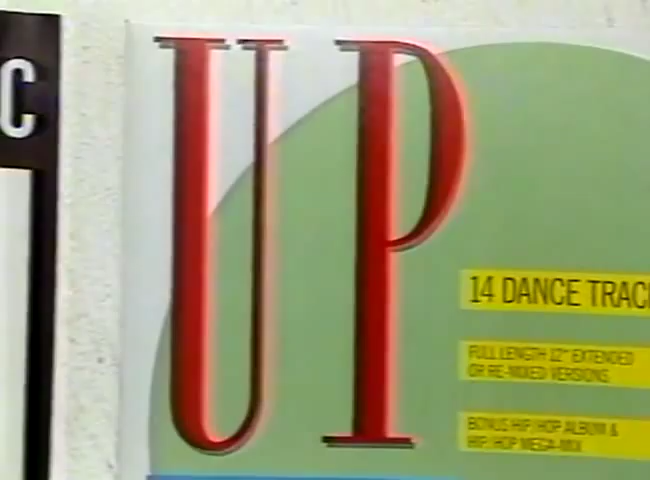 C
UP
14 DANCE TRAC
FULL LENGTH 12" EXTENDED
OR RE-MIXED VERSIONS
BONUS HIP HOP ALBUM &
HIP HOP MEGA-MIX